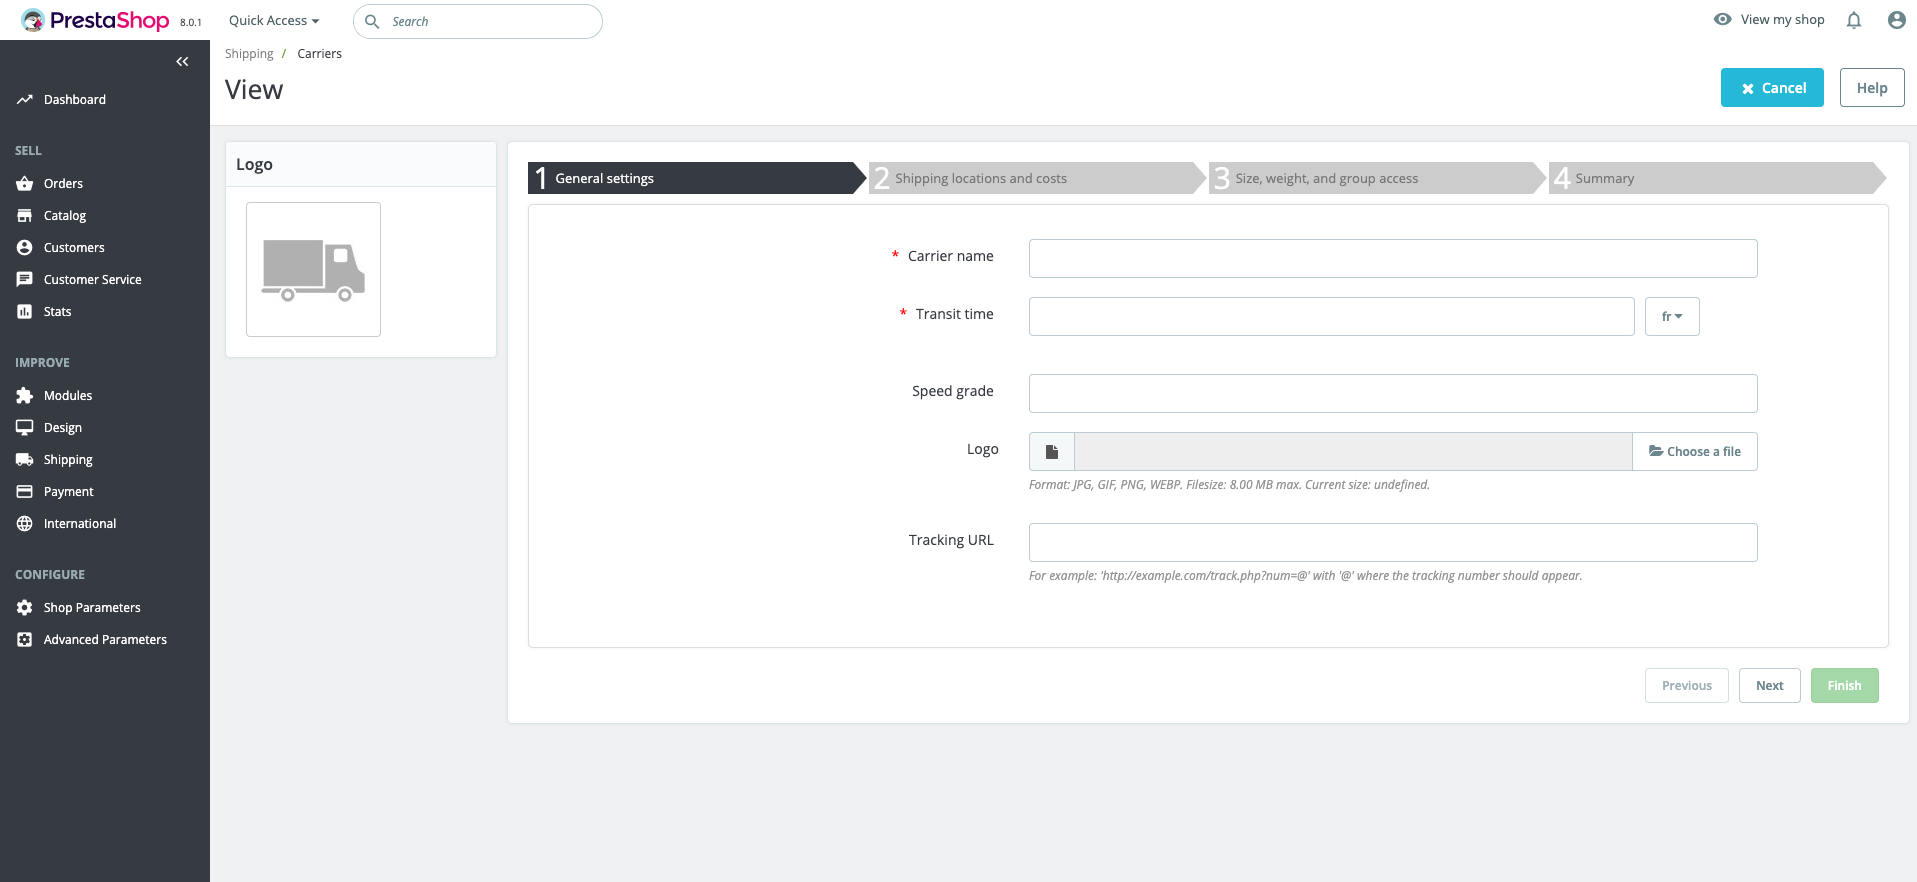 PrestaShop 8.0.1 Quick Access Search View my shop
Shipping / Carriers
View
Cancel Help
Dashboard
SELL
Orders
Catalog
Customers
Customer Service
Stats
IMPROVE
Modules
Design
Shipping
Payment
International
CONFIGURE
Shop Parameters
Advanced Parameters
Logo
1 General settings 2 Shipping locations and costs 3 Size, weight, and group access 4 Summary
* Carrier name
* Transit time fr
Speed grade
Logo Choose a file
Format: JPG, GIF, PNG, WEBP. Filesize: 8.00 MB max. Current size: undefined.
Tracking URL
For example: 'http://example.com/track.php?num=@' with '@' where the tracking number should appear.
Previous Next Finish